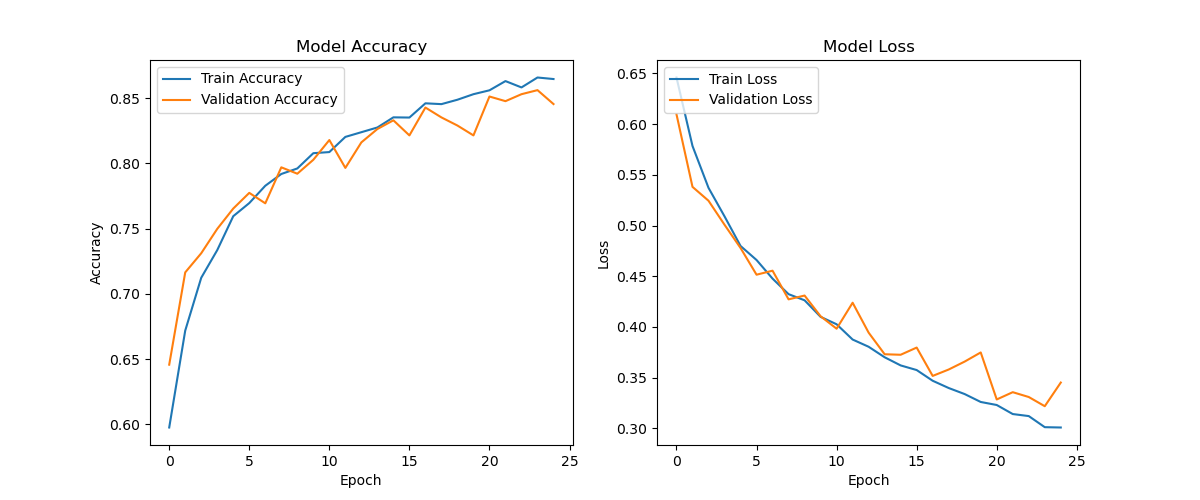 Model Accuracy
Train Accuracy
Validation Accuracy
0.85
0.80
0.75
0.70
0.65
0.60
Accuracy
0 5 10 15 20 25
Epoch
Model Loss
Train Loss
Validation Loss
0.65
0.60
0.55
0.50
0.45
0.40
0.35
0.30
Loss
0 5 10 15 20 25
Epoch